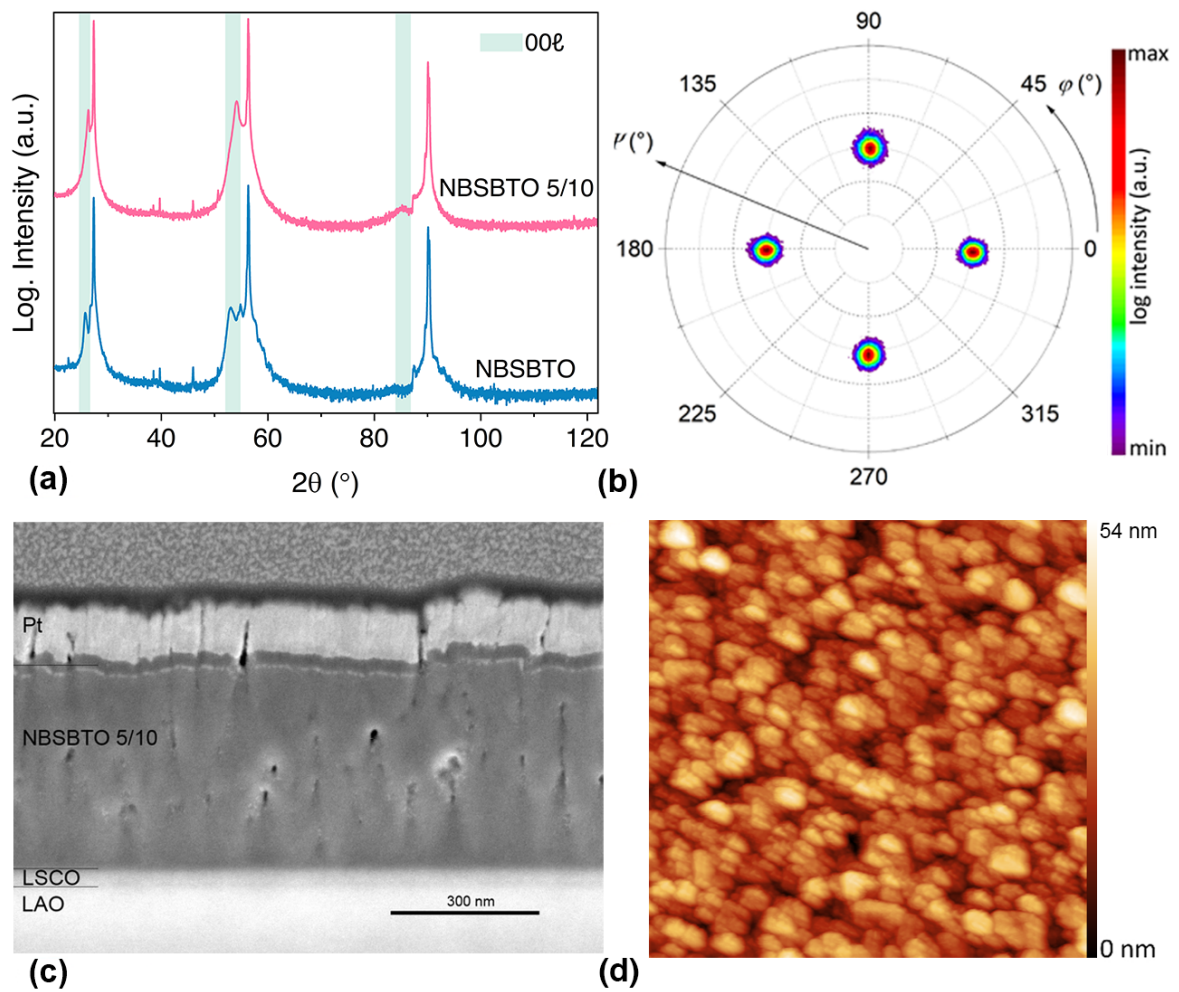 00ℓ
Log. Intensity (a.u.)
NBSBTO 5/10
NBSBTO
20 40 60 80 100 120
2θ (°)
(a)
90
135 45 φ (°)
(°)
180 0
225 315
270
max
log intensity (a.u.)
min
(b)
Pt
NBSBTO 5/10
LSCO
LAO
300 nm
(c)
54 nm
0 nm
(d)